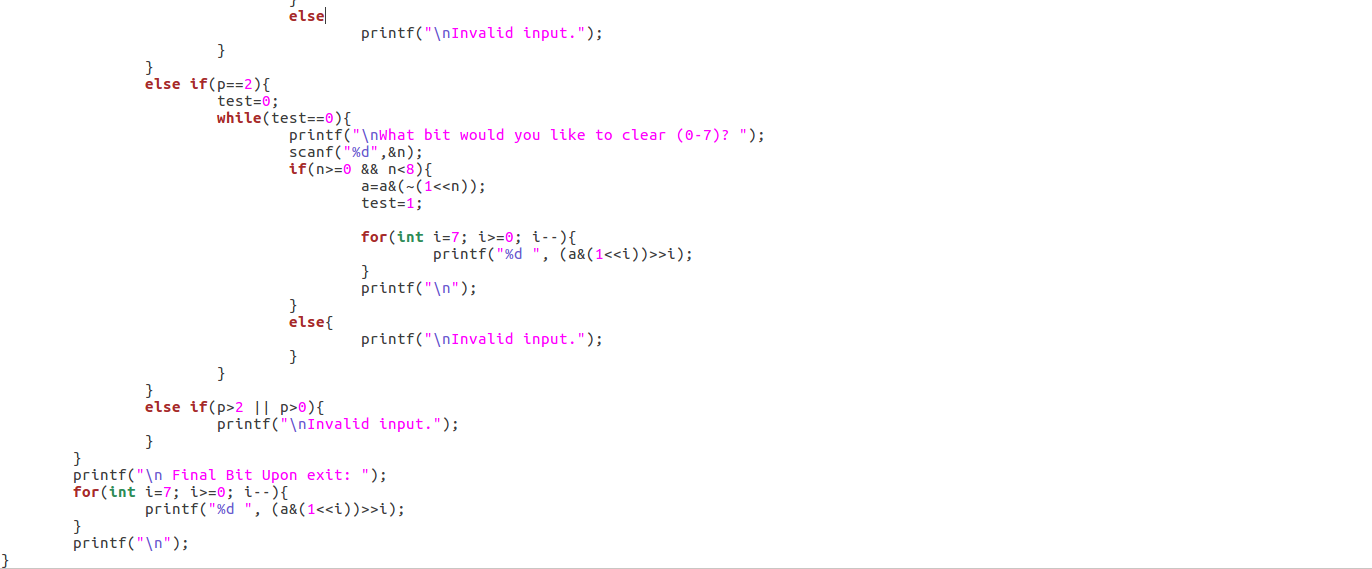 }
else
printf("\nInvalid input.");
}
}
else if(p==2){
test=0;
while(test==0){
printf("\nWhat bit would you like to clear (0-7)? ");
scanf("%d",&n);
if(n>=0 && n<8){
a=a&(~(1<<n));
test=1;
for(int i=7; i>=0; i--){
printf("%d ", (a&(1<<i))>>i);
}
printf("\n");
}
else{
printf("\nInvalid input.");
}
}
}
else if(p>2 || p>0){
printf("\nInvalid input.");
}
}
printf("\n Final Bit Upon exit: ");
for(int i=7; i>=0; i--){
printf("%d ", (a&(1<<i))>>i);
}
printf("\n");
}